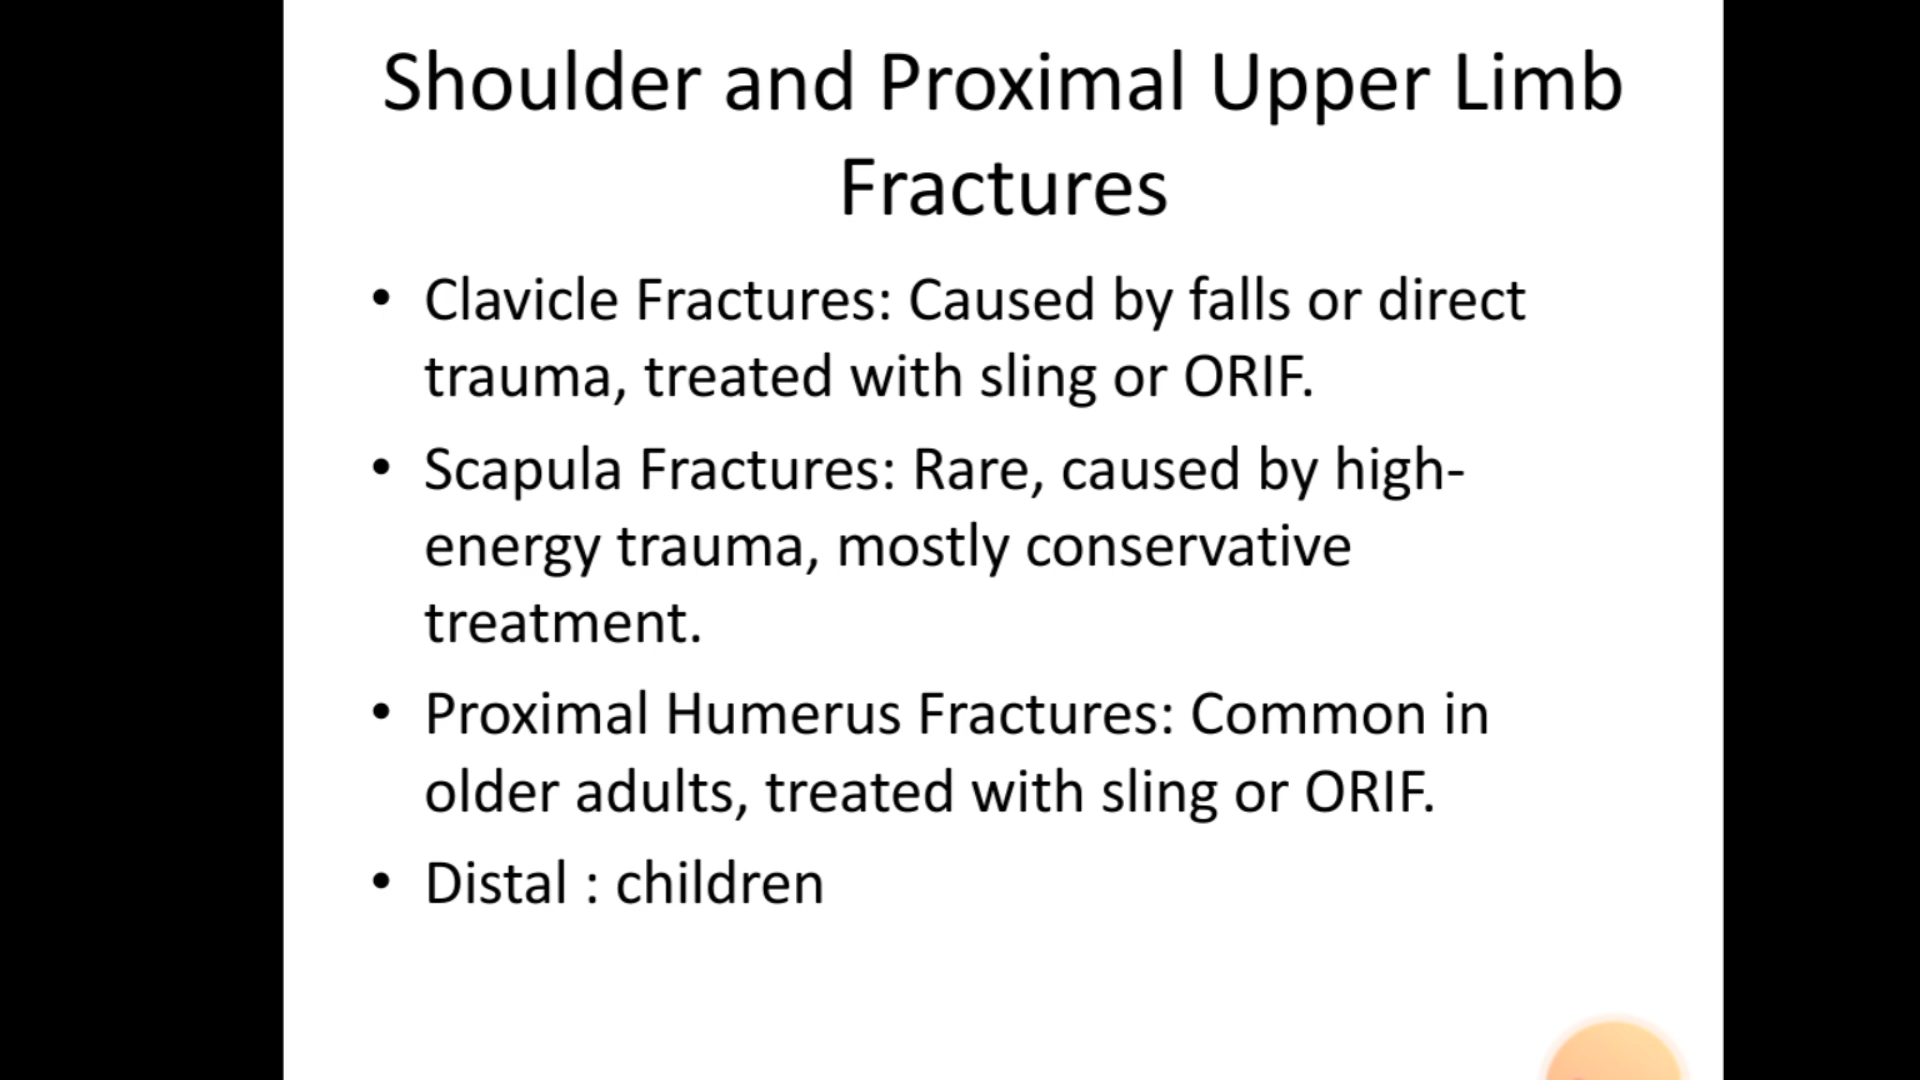 Shoulder and Proximal Upper Limb
Fractures
• Clavicle Fractures: Caused by falls or direct
trauma, treated with sling or ORIF.
• Scapula Fractures: Rare, caused by high-
energy trauma, mostly conservative
treatment.
• Proximal Humerus Fractures: Common in
older adults, treated with sling or ORIF.
• Distal : children